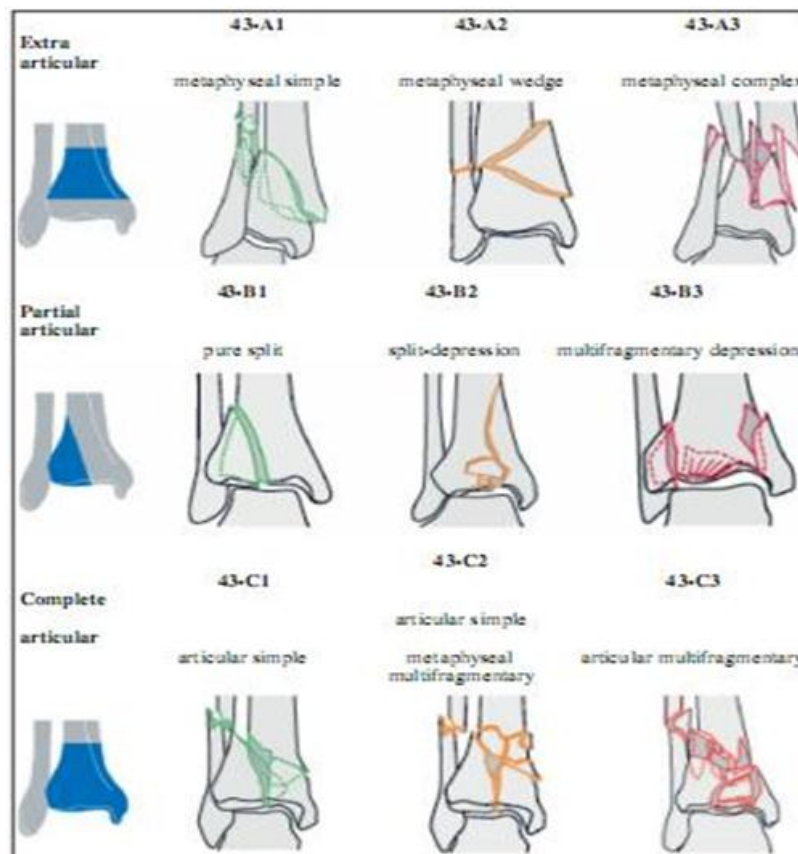 43-A1 43-A2 43-A3
Extra
articular
metaphyseal simple metaphyseal wedge metaphyseal complex
43-B1 43-B2 43-B3
Partial
articular
pure split split-depression multifragmentary depression
43-C1 43-C2 43-C3
Complete
articular simple
articular
articular simple metaphyseal articular multifragmentary
multifragmentary